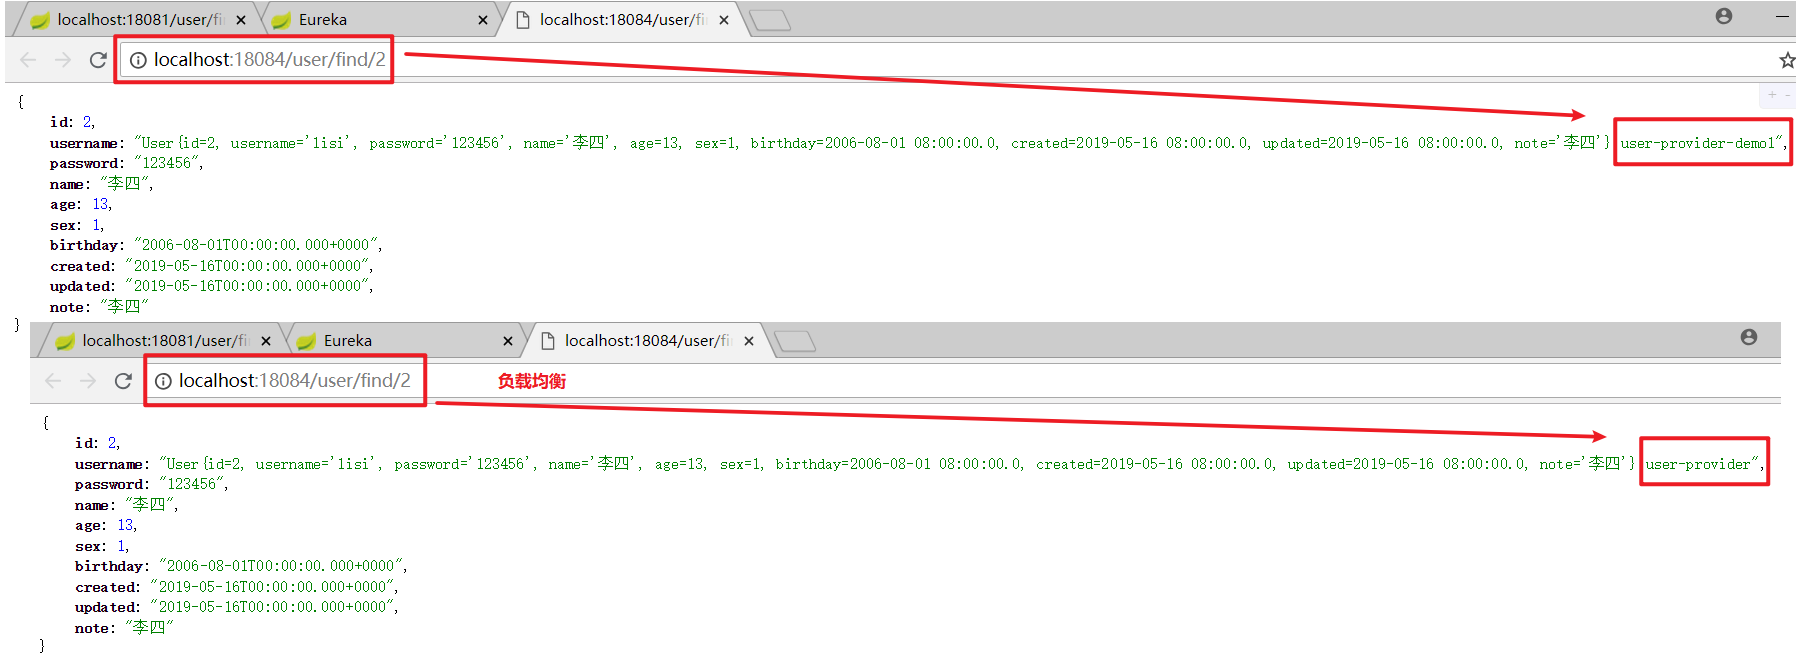 localhost:18081/user/fi
Eureka
localhost:18084/user/fi
localhost:18084/user/find/2
{
id: 2,
username: "User{id=2, username='lisi', password='123456', name='李四', age=13, sex=1, birthday=2006-08-01 08:00:00.0, created=2019-05-16 08:00:00.0, updated=2019-05-16 08:00:00.0, note='李四'} user-provider-demo1",
password: "123456",
name: "李四",
age: 13,
sex: 1,
birthday: "2006-08-01T00:00:00.000+0000",
created: "2019-05-16T00:00:00.000+0000",
updated: "2019-05-16T00:00:00.000+0000",
note: "李四"
}
localhost:18081/user/fi
Eureka
localhost:18084/user/fi
localhost:18084/user/find/2
负载均衡
{
id: 2,
username: "User{id=2, username='lisi', password='123456', name='李四', age=13, sex=1, birthday=2006-08-01 08:00:00.0, created=2019-05-16 08:00:00.0, updated=2019-05-16 08:00:00.0, note='李四'} user-provider",
password: "123456",
name: "李四",
age: 13,
sex: 1,
birthday: "2006-08-01T00:00:00.000+0000",
created: "2019-05-16T00:00:00.000+0000",
updated: "2019-05-16T00:00:00.000+0000",
note: "李四"
}